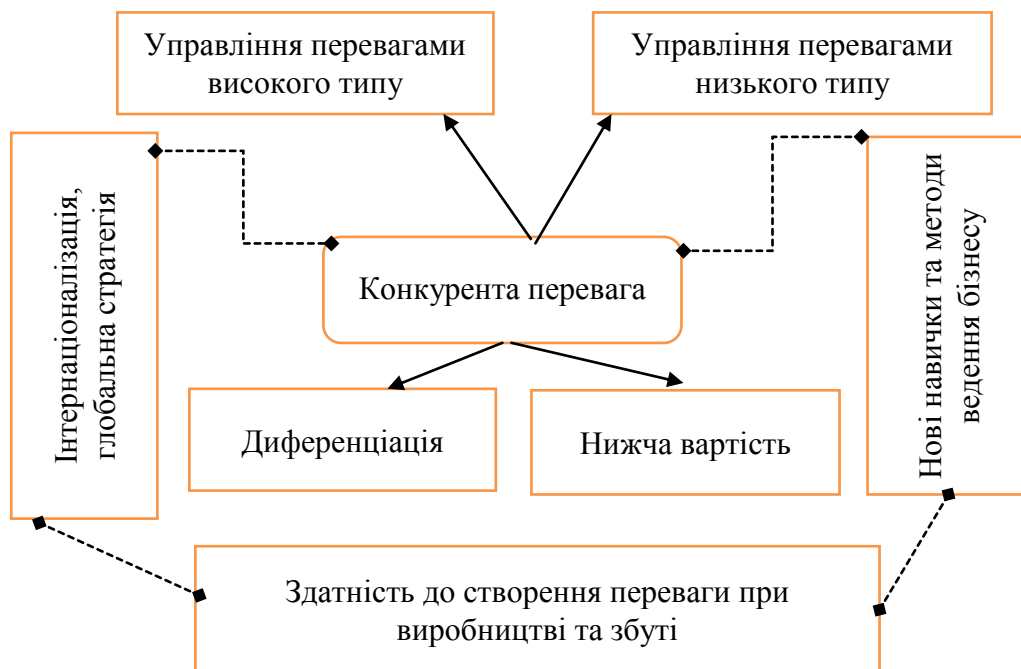 Управління перевагами
високого типу
Управління перевагами
низького типу
Інтернаціоналізація,
глобальна стратегія
Конкурента перевага
Нові навички та методи
ведення бізнесу
Диференціація
Нижча вартість
Здатність до створення переваги при
виробництві та збуті